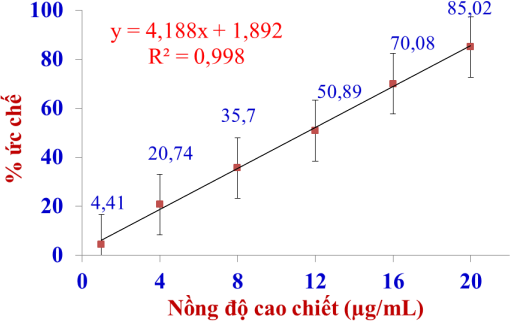 85,02
100
y = 4,188x + 1,892
R² = 0,998
70,08
80
50,89
60
35,7
40
20,74
20
4,41
0
0 4 8 12 16 20
% ức chế
Nồng độ cao chiết (µg/mL)